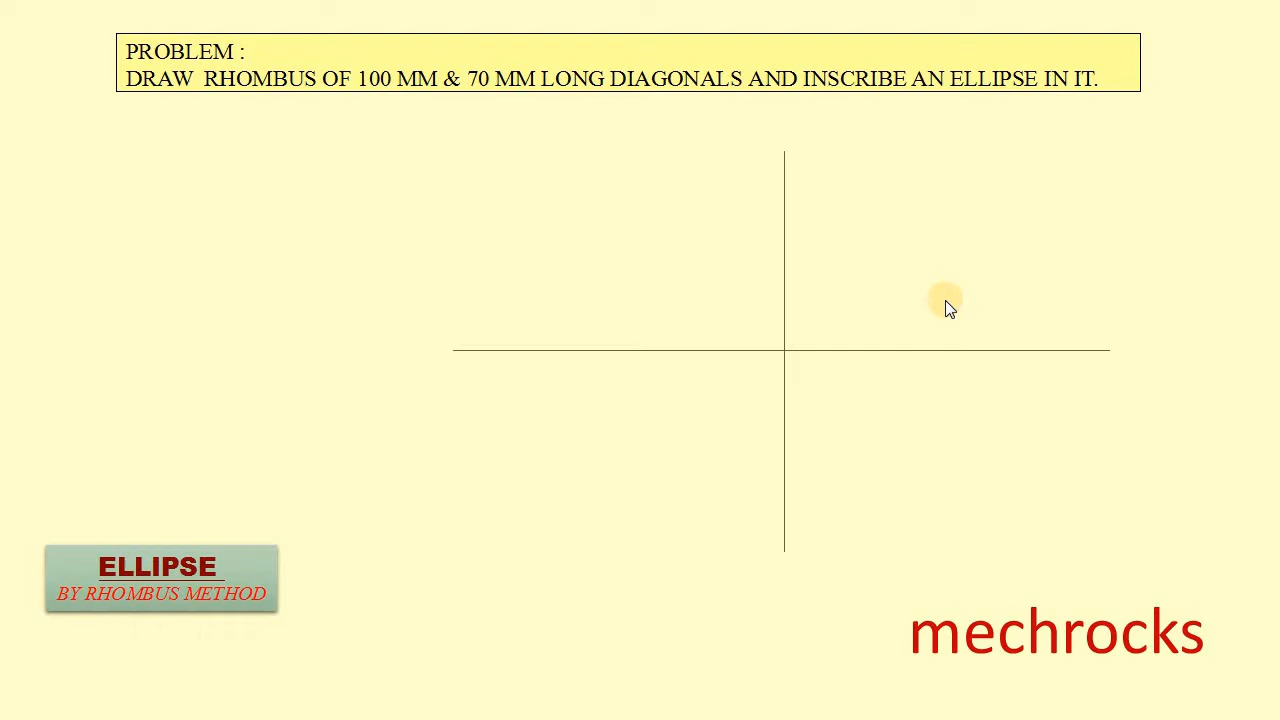 PROBLEM :
DRAW RHOMBUS OF 100 MM & 70 MM LONG DIAGONALS AND INSCRIBE AN ELLIPSE IN IT.
ELLIPSE
BY RHOMBUS METHOD
mechrocks